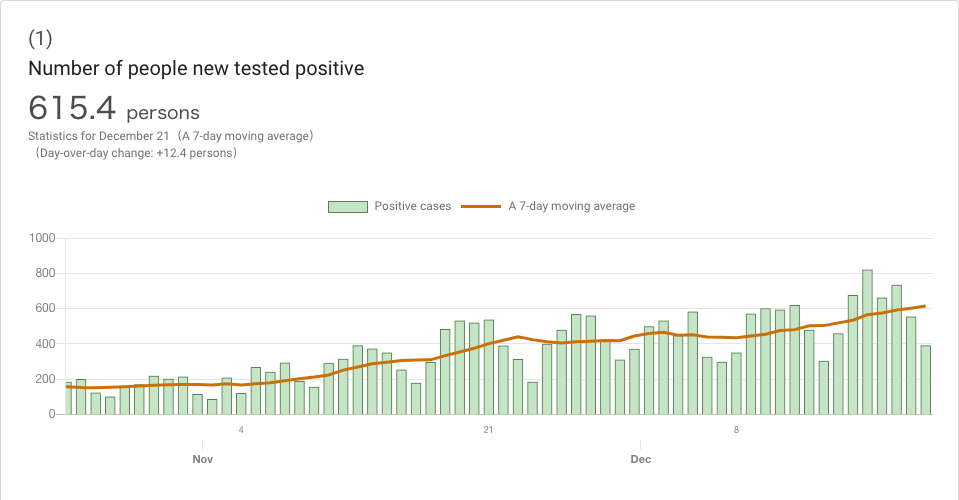 (1)
Number of people new tested positive
615.4 persons
Statistics for December 21（A 7-day moving average）
（Day-over-day change: +12.4 persons）
Positive cases A 7-day moving average
1000
800
600
400
200
0
4 21 8
Nov Dec